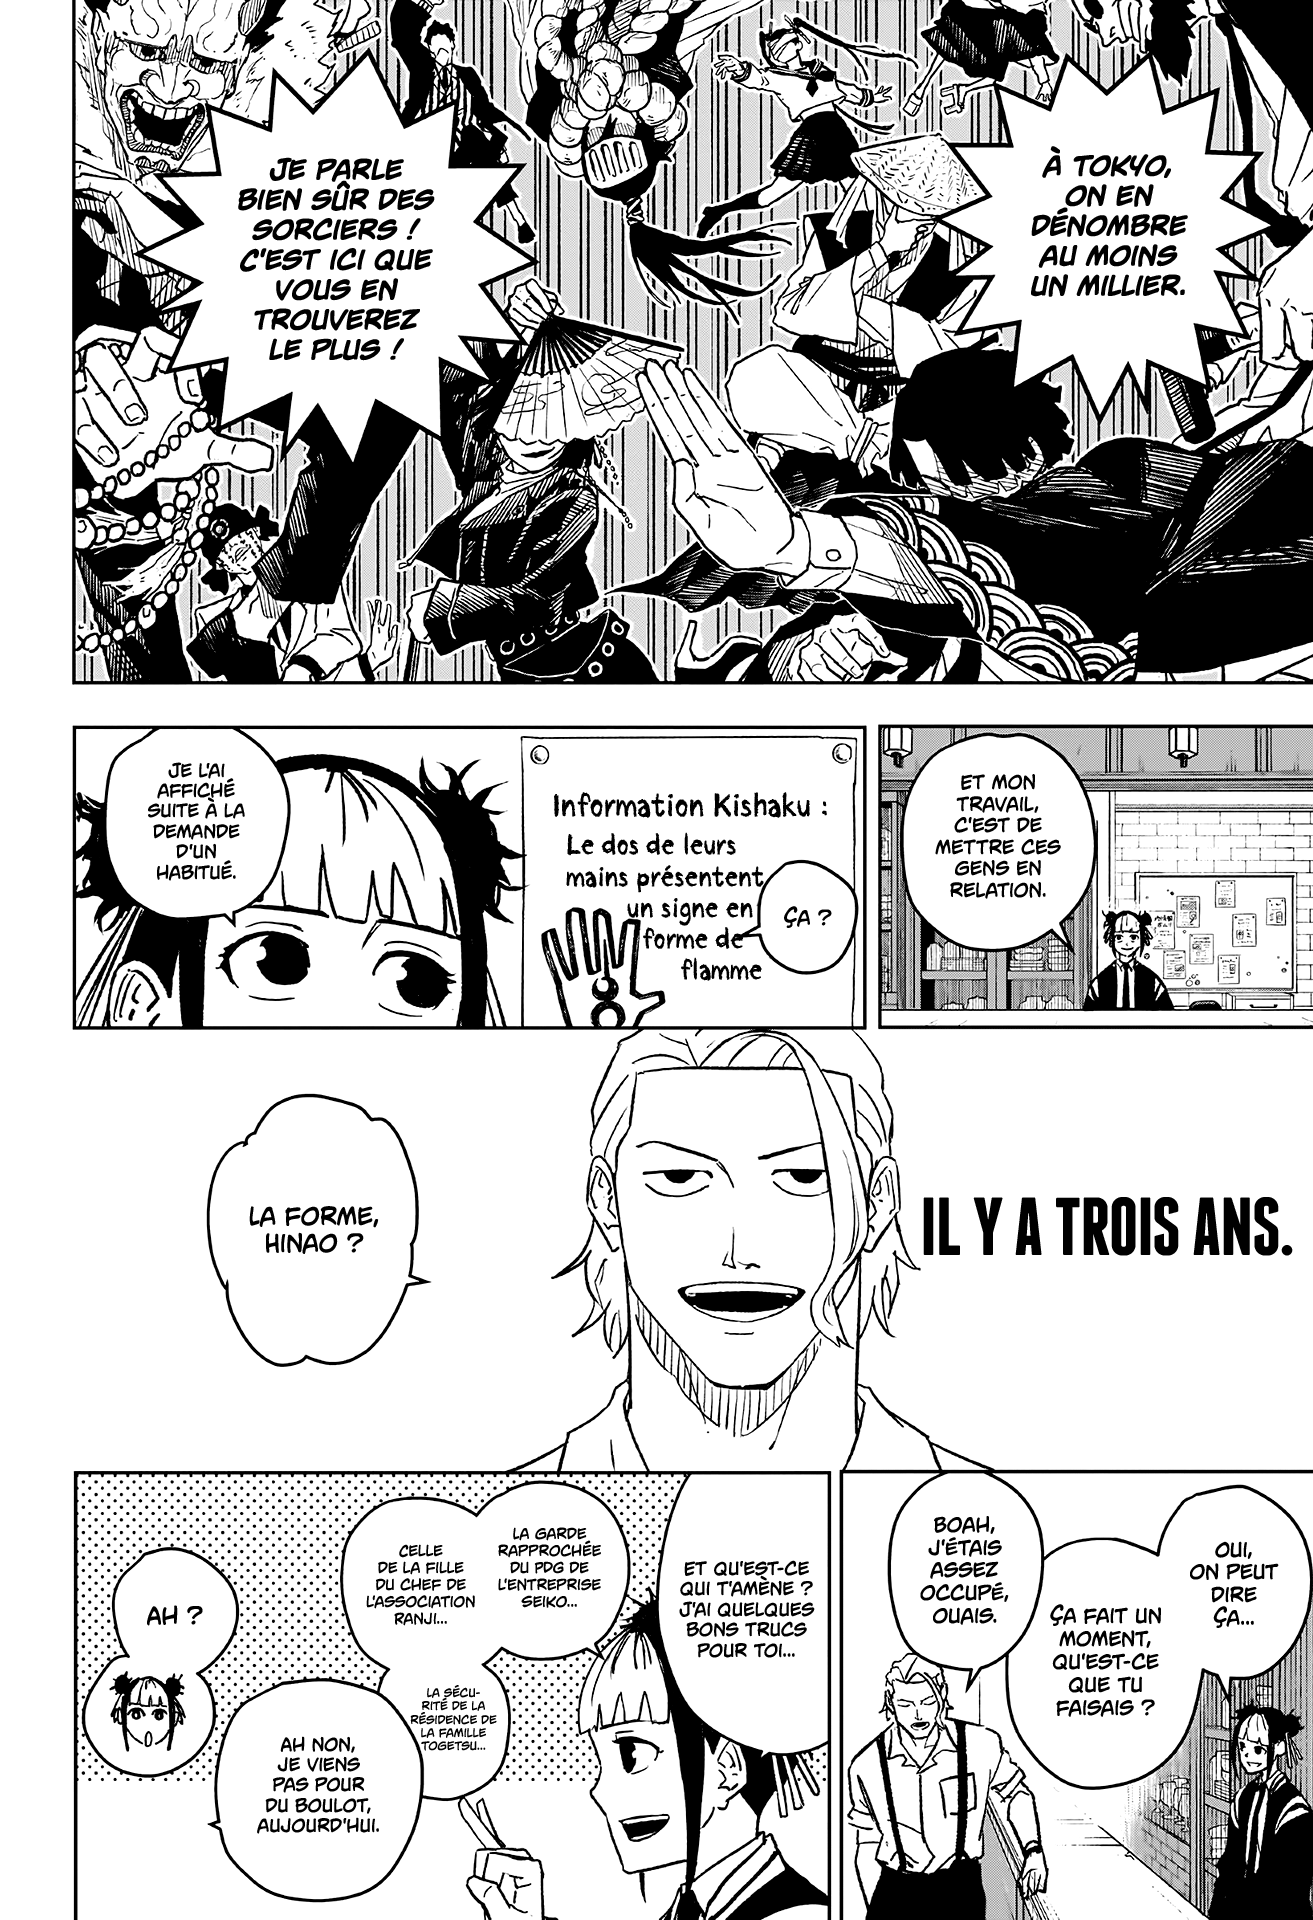 À TOKYO,
ON EN
DÉNOMBRE
AU MOINS
UN MILLIER.
JE PARLE
BIEN SÛR DES
SORCIERS !
C'EST ICI QUE
VOUS EN
TROUVEREZ
LE PLUS !
ET MON
TRAVAIL,
C'EST DE
METTRE CES
GENS EN
RELATION.
ÇA ?
Information Kishaku :
Le dos de leurs
mains présentent
un signe en
forme de
flamme
JE L'AI
AFFICHÉ
SUITE À LA
DEMANDE
D'UN
HABITUÉ.
IL Y A TROIS ANS.
LA FORME,
HINAO ?
OUI,
ON PEUT
DIRE
ÇA...
ÇA FAIT UN
MOMENT,
QU'EST-CE
QUE TU
FAISAIS ?
BOAH,
J'ÉTAIS
ASSEZ
OCCUPÉ,
OUAIS.
ET QU'EST-CE
QUI T'AMÈNE ?
J'AI QUELQUES
BONS TRUCS
POUR TOI...
LA GARDE
RAPPROCHÉE
DU PDG DE
L'ENTREPRISE
SEIKO...
CELLE
DE LA FILLE
DU CHEF DE
L'ASSOCIATION
RANJI...
LA SÉCU-
RITÉ DE LA
RÉSIDENCE DE
LA FAMILLE
TOGETSU...
AH NON,
JE VIENS
PAS POUR
DU BOULOT,
AUJOURD'HUI.
AH ?